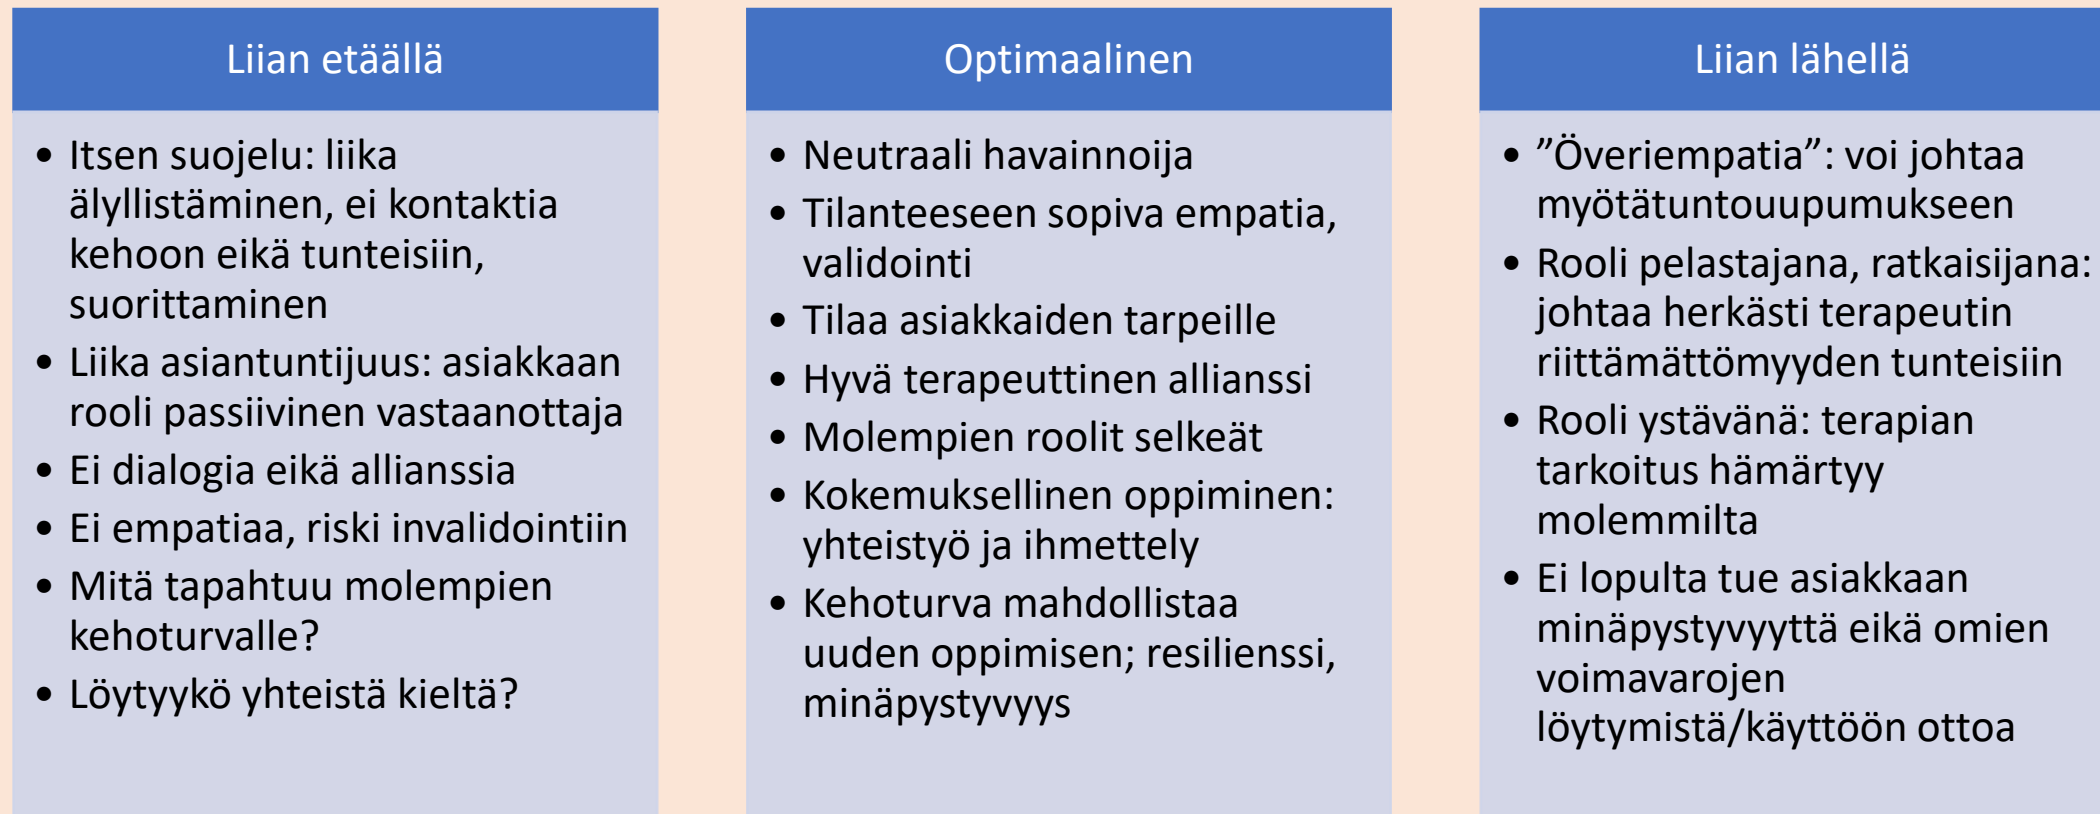 Liian etäällä
• Itsen suojelu: liika
älyllistäminen, ei kontaktia
kehoon eikä tunteisiin,
suorittaminen
• Liika asiantuntijuus: asiakkaan
rooli passiivinen vastaanottaja
• Ei dialogia eikä allianssia
• Ei empatiaa, riski invalidointiin
• Mitä tapahtuu molempien
kehoturvalle?
• Löytyykö yhteistä kieltä?
Optimaalinen
• Neutraali havainnoija
• Tilanteeseen sopiva empatia,
validointi
• Tilaa asiakkaiden tarpeille
• Hyvä terapeuttinen allianssi
• Molempien roolit selkeät
• Kokemuksellinen oppiminen:
yhteistyö ja ihmettely
• Kehoturva mahdollistaa
uuden oppimisen; resilienssi,
minäpystyvyys
Liian lähellä
• ”Överiempatia”: voi johtaa
myötätuntouupumukseen
• Rooli pelastajana, ratkaisijana:
johtaa herkästi terapeutin
riittämättömyyden tunteisiin
• Rooli ystävänä: terapian
tarkoitus hämärtyy
molemmilta
• Ei lopulta tue asiakkaan
minäpystyvyyttä eikä omien
voimavarojen
löytymistä/käyttöön ottoa